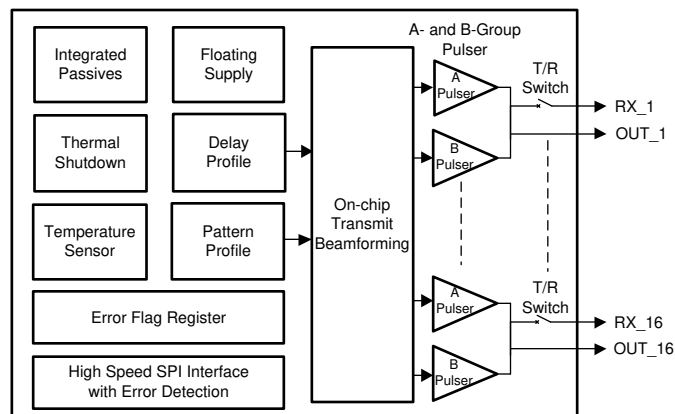 Integrated
Passives
Floating
Supply
Thermal
Shutdown
Delay
Profile
Temperature
Sensor
Pattern
Profile
Error Flag Register
High Speed SPI Interface
with Error Detection
On-chip
Transmit
Beamforming
A- and B-Group
Pulser
A
Pulser
B
Pulser
T/R
Switch
RX_1
OUT_1
A
Pulser
B
Pulser
T/R
Switch
RX_16
OUT_16